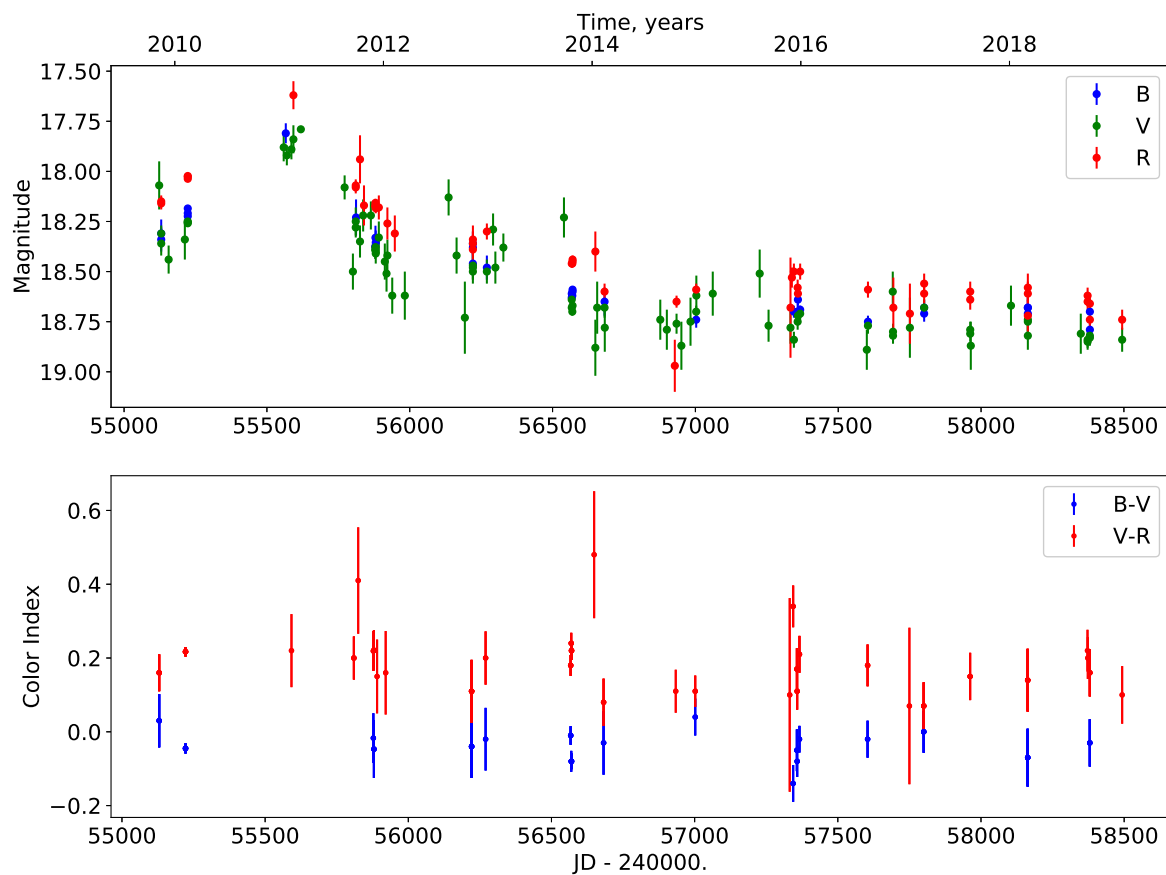 Time, years
2010 2012 2014 2016 2018
17.50
17.75
18.00
18.25
18.50
18.75
19.00
Magnitude
B
V
R
55000 55500 56000 56500 57000 57500 58000 58500
0.6
0.4
0.2
0.0
−0.2
Color Index
B-V
V-R
55000 55500 56000 56500 57000 57500 58000 58500
JD - 240000.